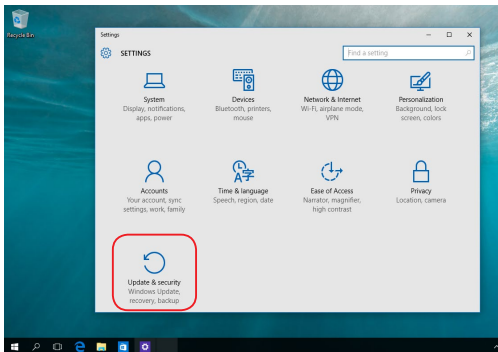 Recycle Bin
Settings
SETTINGS
Find a setting
System
Display, notifications,
apps, power
Devices
Bluetooth, printers,
mouse
Network & Internet
Wi-Fi, airplane mode,
VPN
Personalization
Background, lock
screen, colors
Accounts
Your account, sync
settings, work, family
A字
Time & language
Speech, region, date
Ease of Access
Narrator, magnifier,
high contrast
Privacy
Location, camera
Update & security
Windows Update,
recovery, backup